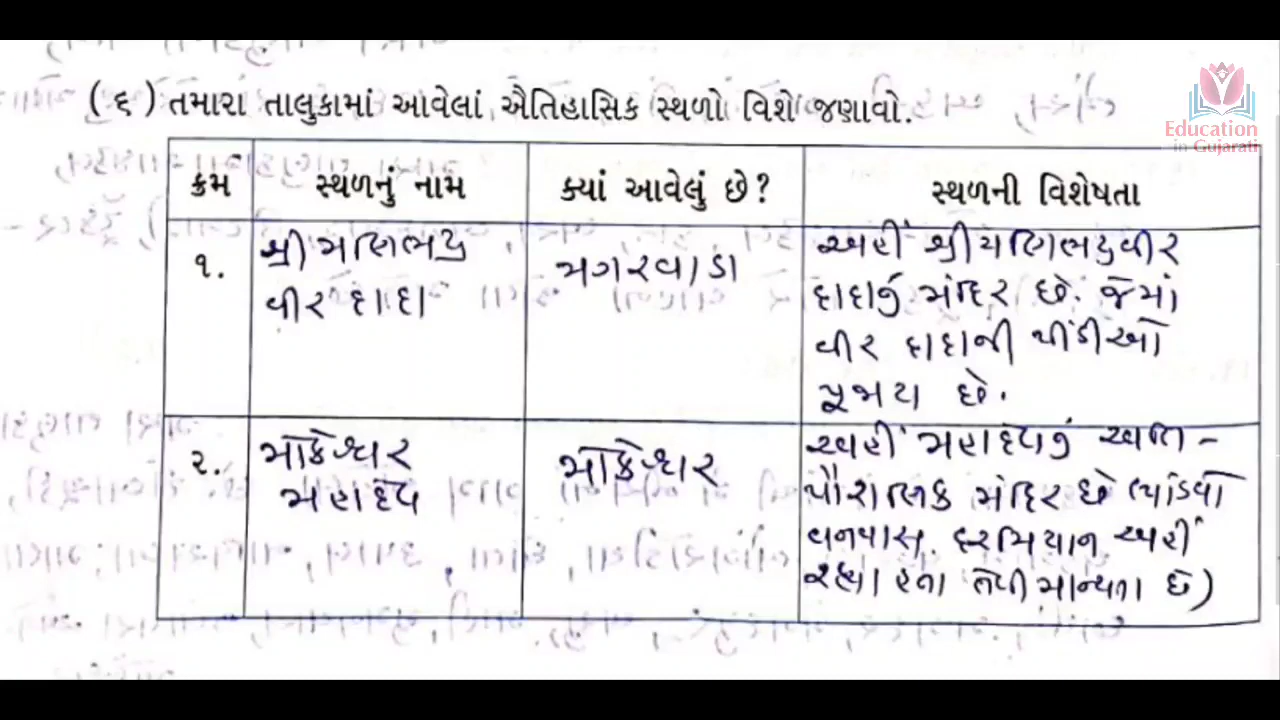 (૬) તમારા તાલુકામાં આવેલાં ઐતિહાસિક સ્થળો વિશે જણાવો.
Education
in Gujarati
ક્રમ સ્થળનું નામ ક્યાં આવેલું છે? સ્થળની વિશેષતા
૧. શ્રી મણિભદ્ર
વીર દાદા
મગરવાડા
અહીં શ્રી મણિભદ્રવીર
દાદાનું મંદિર છે. જેમાં
વીર દાદાની પીંડીઓ
પૂજાય છે.
૨. મોકેશ્વર
મહાદેવ
મોકેશ્વર
અહીં મહાદેવનું અતિ-
પૌરાણિક મંદિર છે
વનવાસ દરમિયાન અહીં
રહ્યા હતા તેવી માન્યતા છે)